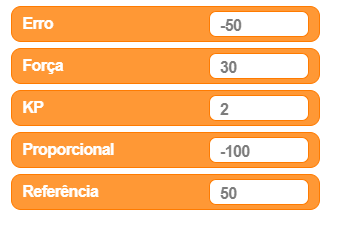 Erro -50
Força 30
KP 2
Proporcional -100
Referência 50